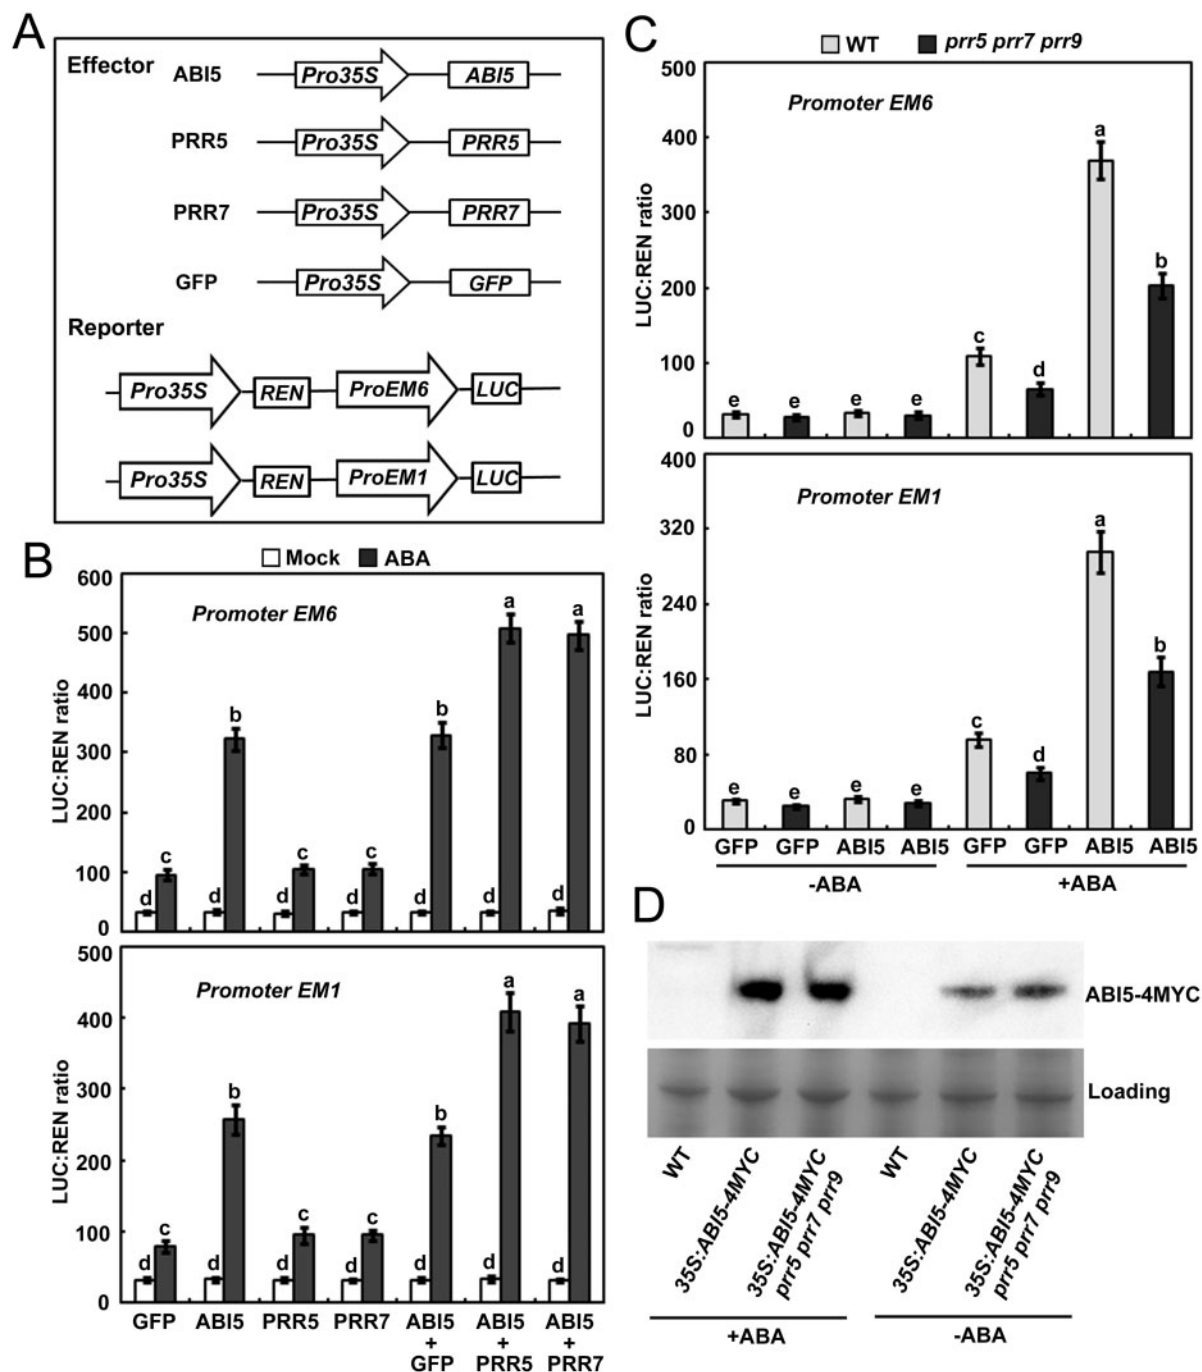 A
Effector
ABI5 Pro35S ABI5
PRR5 Pro35S PRR5
PRR7 Pro35S PRR7
GFP Pro35S GFP
Reporter
Pro35S REN ProEM6 LUC
Pro35S REN ProEM1 LUC
B
Mock ABA
Promoter EM6
LUC:REN ratio
600
500
400
300
200
100
0
d c d b d c d c d b d a d a
Promoter EM1
LUC:REN ratio
500
400
300
200
100
0
d c d b d c d c d b d a d a
GFP ABI5 PRR5 PRR7 ABI5 ABI5 ABI5
+ + +
GFP PRR5 PRR7
C
WT prr5 prr7 prr9
Promoter EM6
LUC:REN ratio
500
400
300
200
100
0
e e e e c d a b
Promoter EM1
LUC:REN ratio
400
320
240
160
80
0
e e e e c d a b
GFP GFP ABI5 ABI5 GFP GFP ABI5 ABI5
-ABA +ABA
D
ABI5-4MYC
Loading
WT
35S:ABI5-4MYC
35S:ABI5-4MYC
prr5 prr7 prr9
WT
35S:ABI5-4MYC
35S:ABI5-4MYC
prr5 prr7 prr9
+ABA -ABA